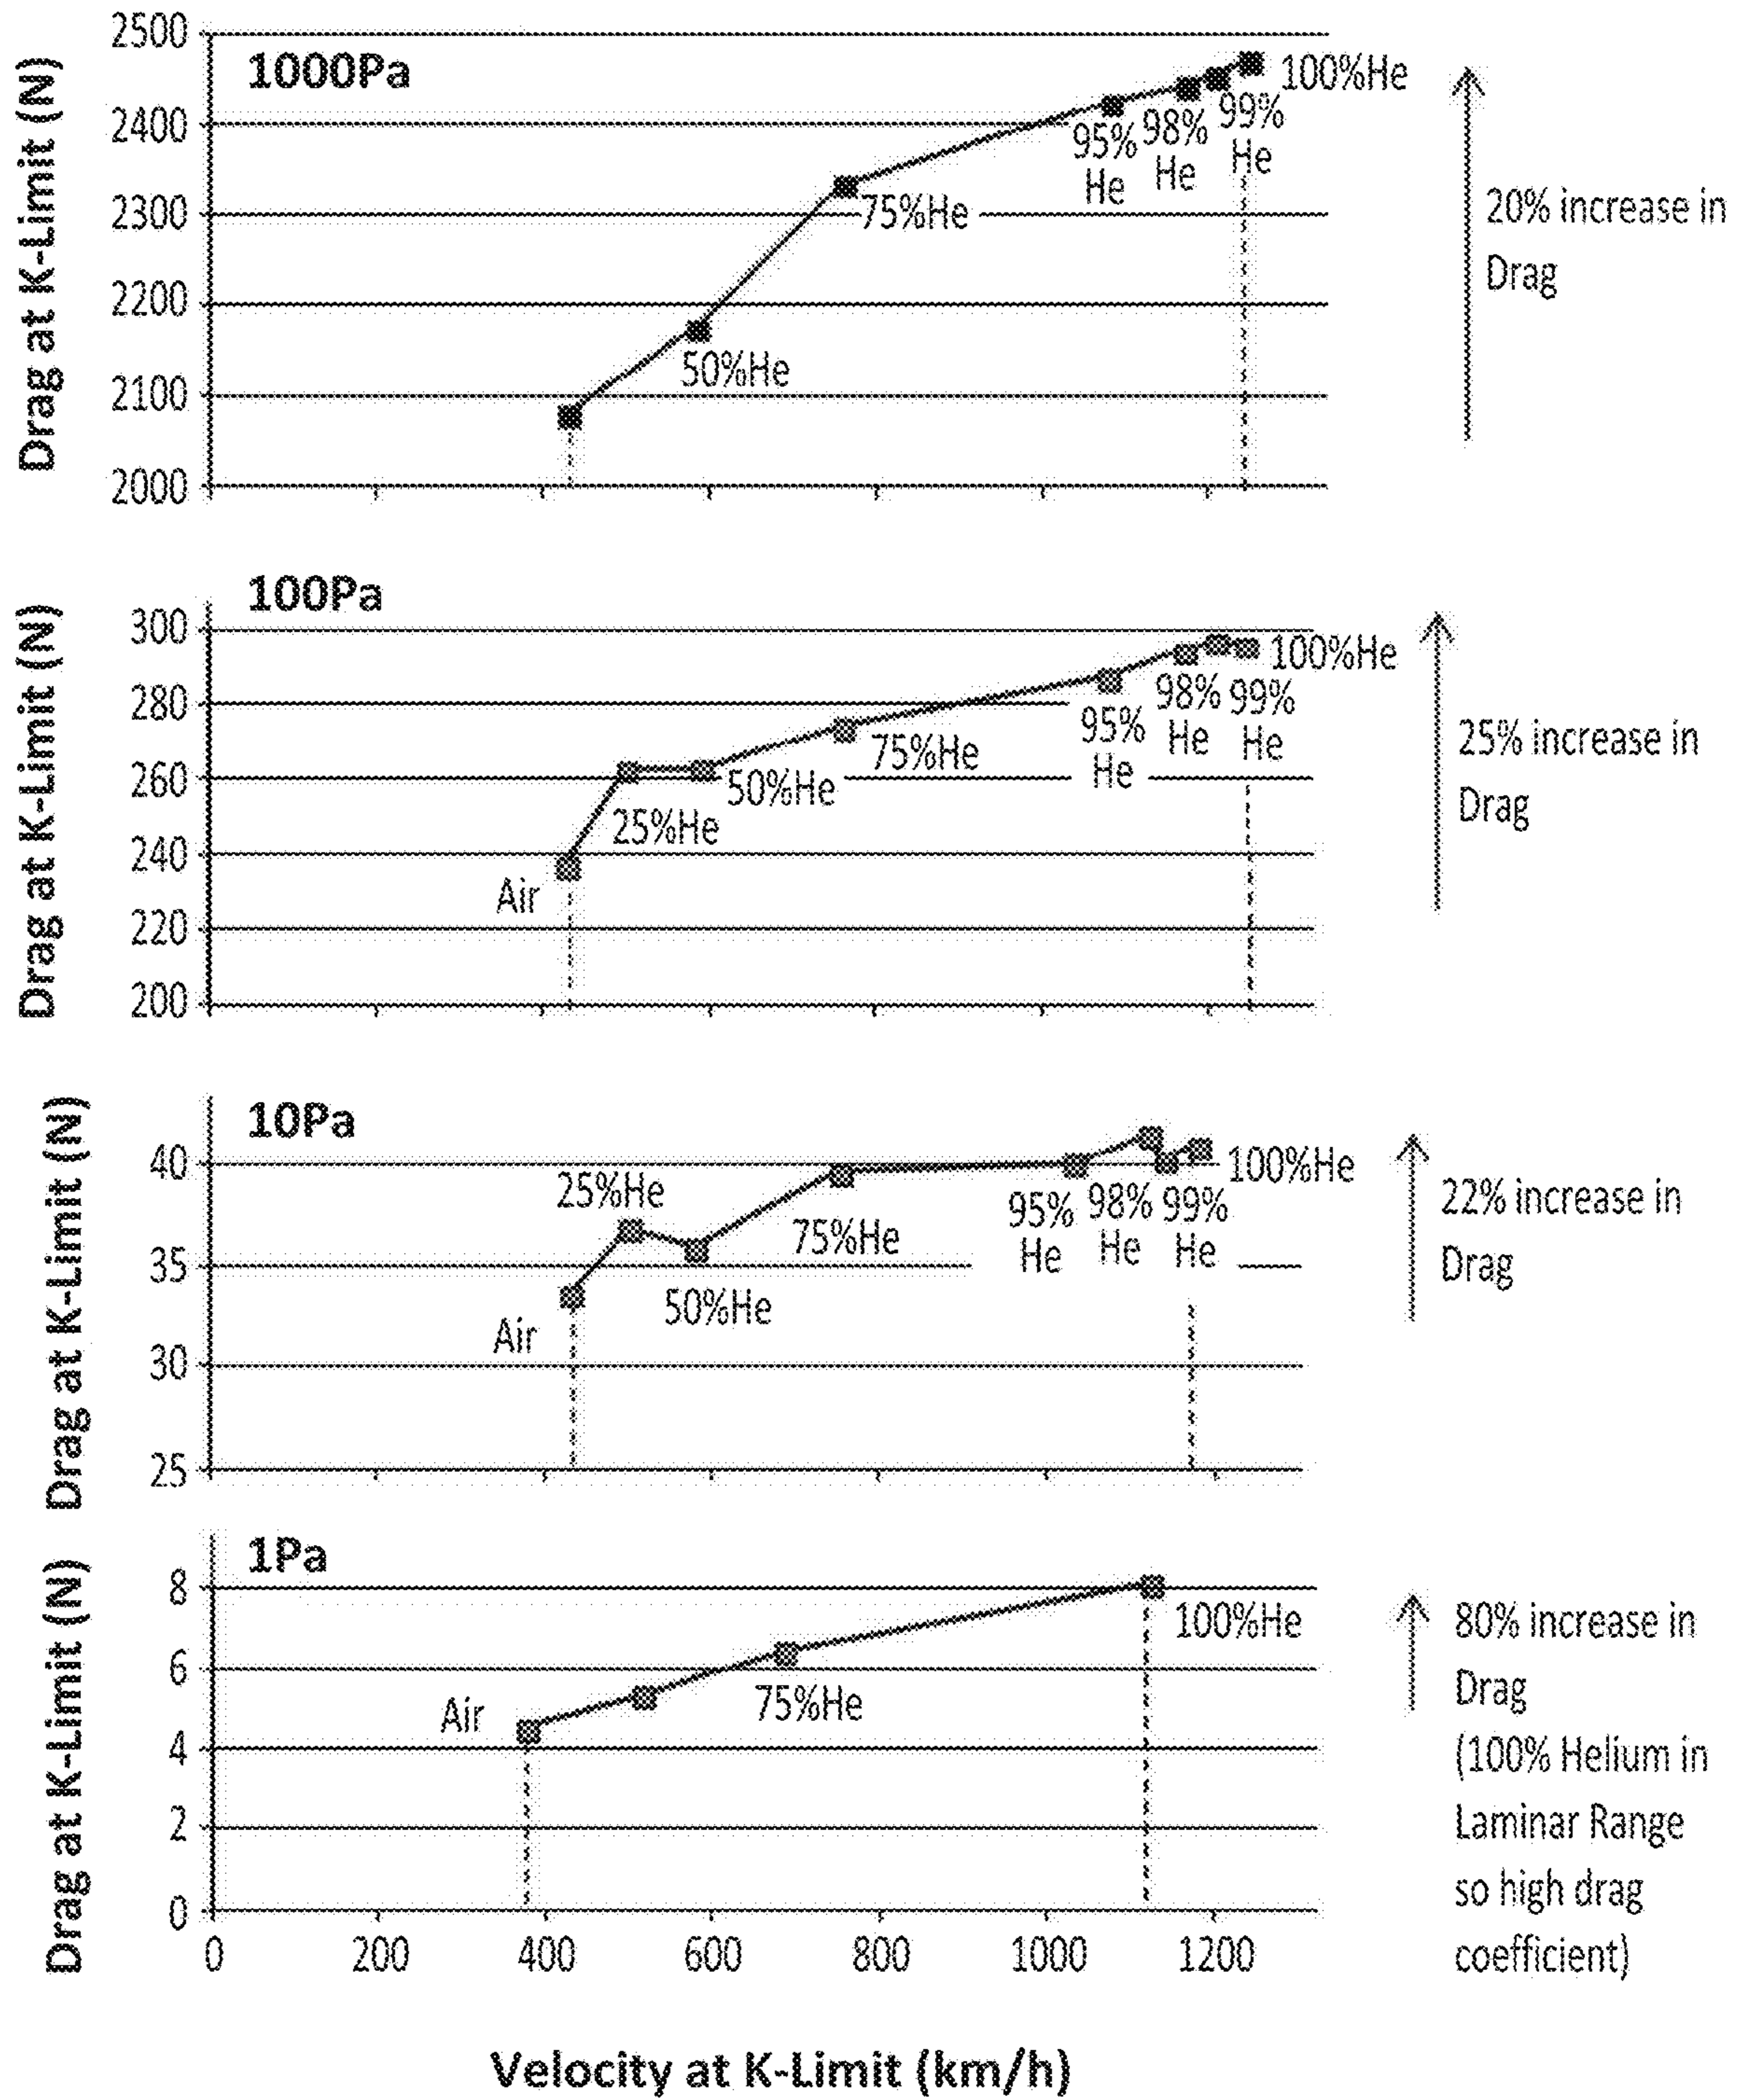 Drag at K-Limit (N)
1000Pa
2500
2400
2300
2200
2100
2000
50%He
75%He
95%
He
98%
He
99%
He
100%He
20% increase in
Drag
Drag at K-Limit (N)
100Pa
300
280
260
240
220
200
Air
25%He
50%He
75%He
95%
He
98%
He
99%
He
100%He
25% increase in
Drag
Drag at K-Limit (N)
10Pa
40
35
30
25
Air
25%He
50%He
75%He
95%
He
98%
He
99%
He
100%He
22% increase in
Drag
Drag at K-Limit (N)
1Pa
8
6
4
2
0
Air
75%He
100%He
80% increase in
Drag
(100% Helium in
Laminar Range
so high drag
coefficient)
0 200 400 600 800 1000 1200
Velocity at K-Limit (km/h)